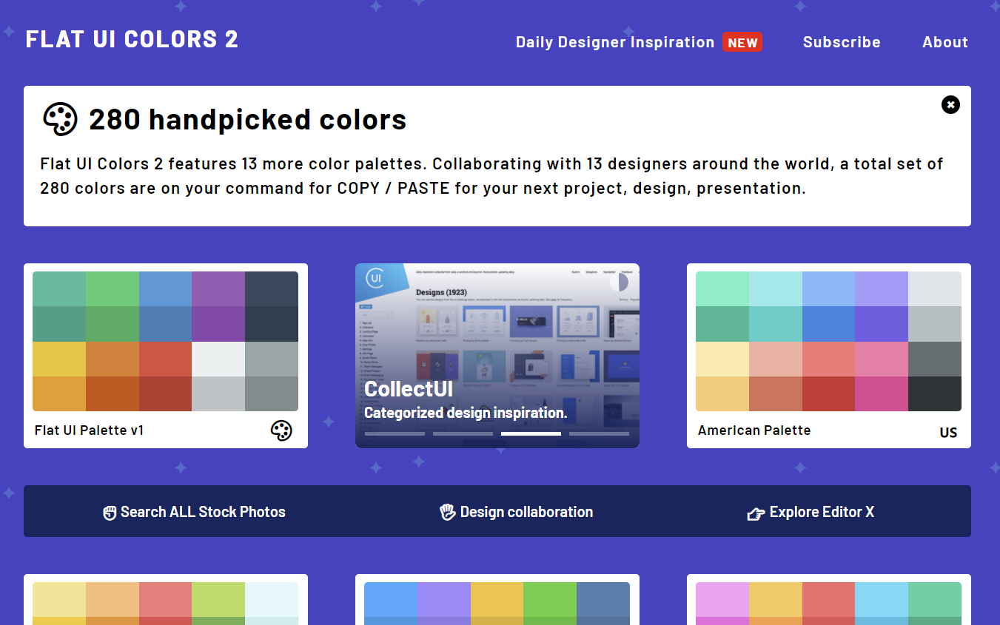 FLAT UI COLORS 2
Daily Designer Inspiration NEW
Subscribe
About
280 handpicked colors
Flat UI Colors 2 features 13 more color palettes. Collaborating with 13 designers around the world, a total set of
280 colors are on your command for COPY / PASTE for your next project, design, presentation.
Flat UI Palette v1
UI
Designs (1923)
CollectUI
Categorized design inspiration.
American Palette
US
Search ALL Stock Photos
Design collaboration
Explore Editor X